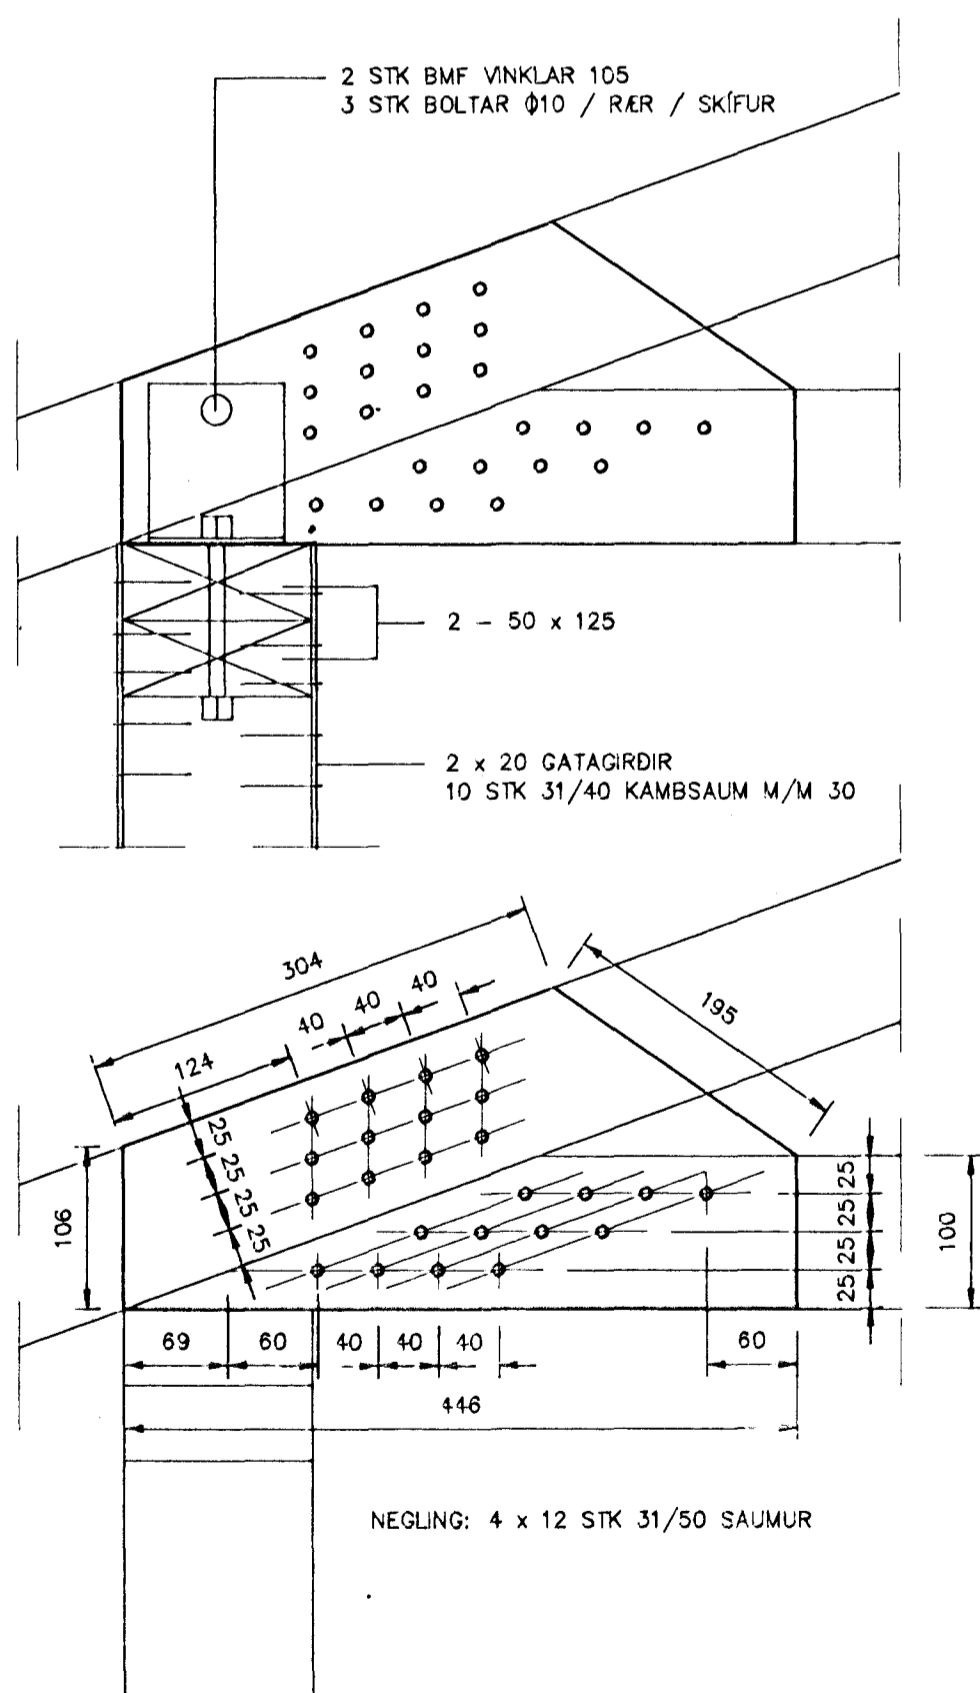 2 STK BMF VINKLAR 105
3 STK BOLTAR Φ10 / RÆR / SKÍFUR
2 - 50 x 125
2 x 20 GATAGIRÐIR
10 STK 31/40 KAMBSAUM M/M 30
304
195
40 40 40
124
25 25 25 25
106
25 25 25 25
100
69 60 40 40 40 60
446
NEGLING: 4 x 12 STK 31/50 SAUMUR